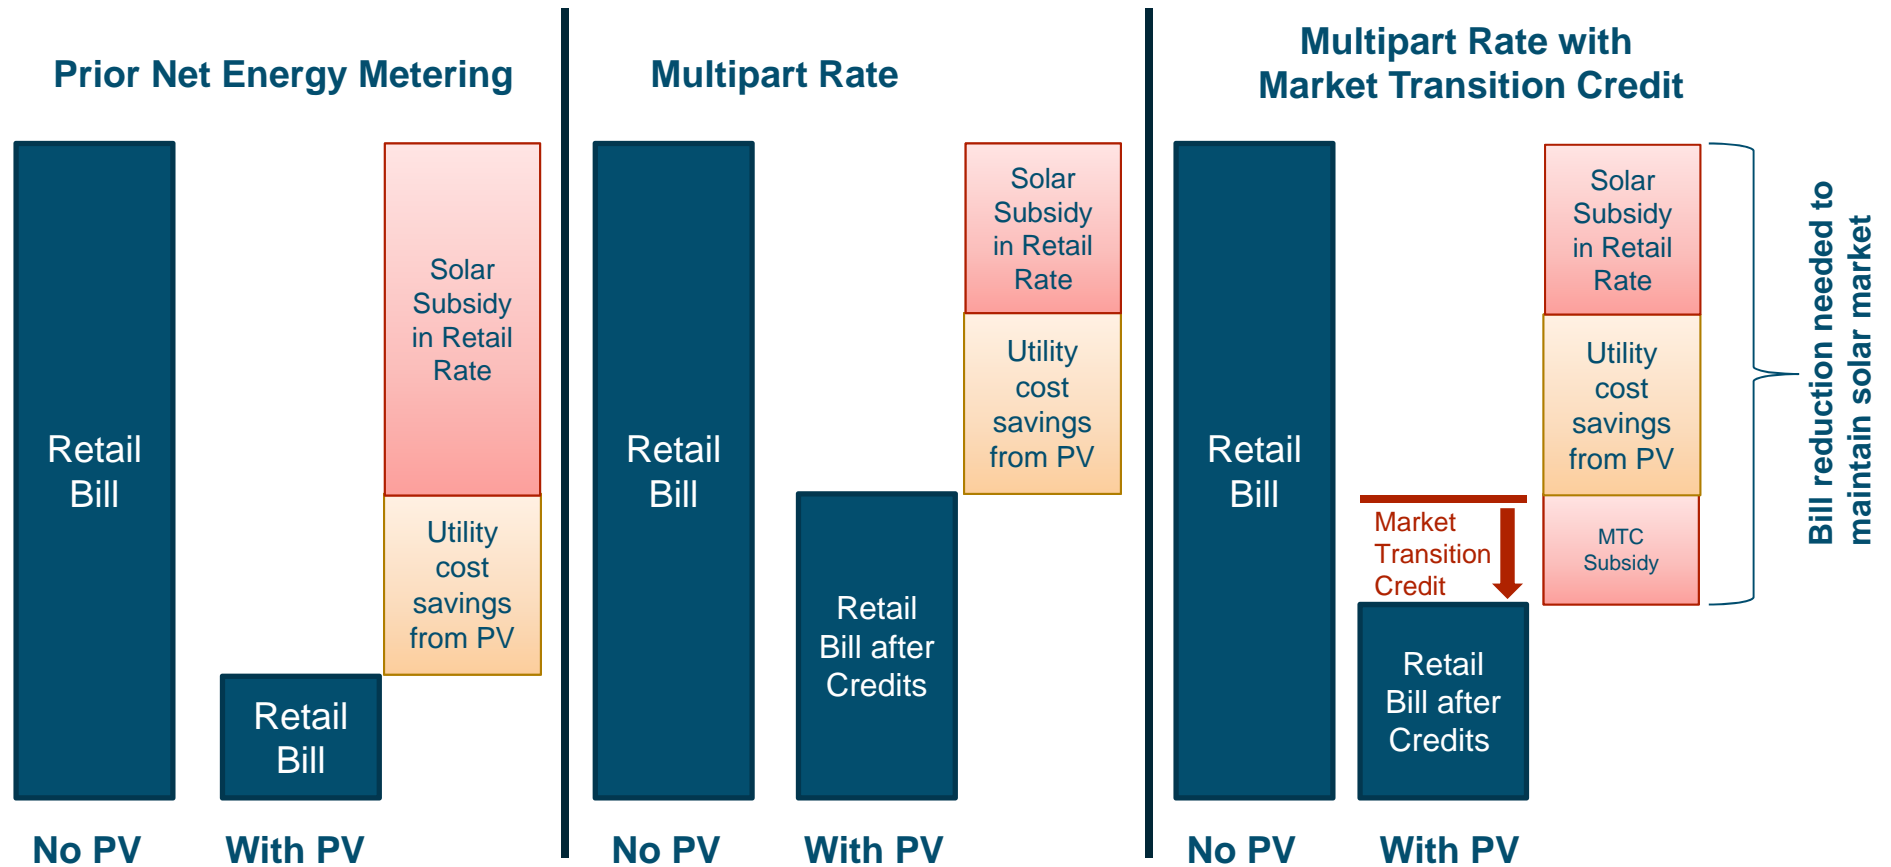 Prior Net Energy Metering
Retail
Bill
Retail
Bill
Solar
Subsidy
in Retail
Rate
Utility
cost
savings
from PV
No PV
With PV
Multipart Rate
Retail
Bill
Retail
Bill after
Credits
Solar
Subsidy
in Retail
Rate
Utility
cost
savings
from PV
No PV
With PV
Multipart Rate with
Market Transition Credit
Retail
Bill
Market
Transition
Credit
Retail
Bill after
Credits
Solar
Subsidy
in Retail
Rate
Utility
cost
savings
from PV
MTC
Subsidy
Bill reduction needed to
maintain solar market
No PV
With PV